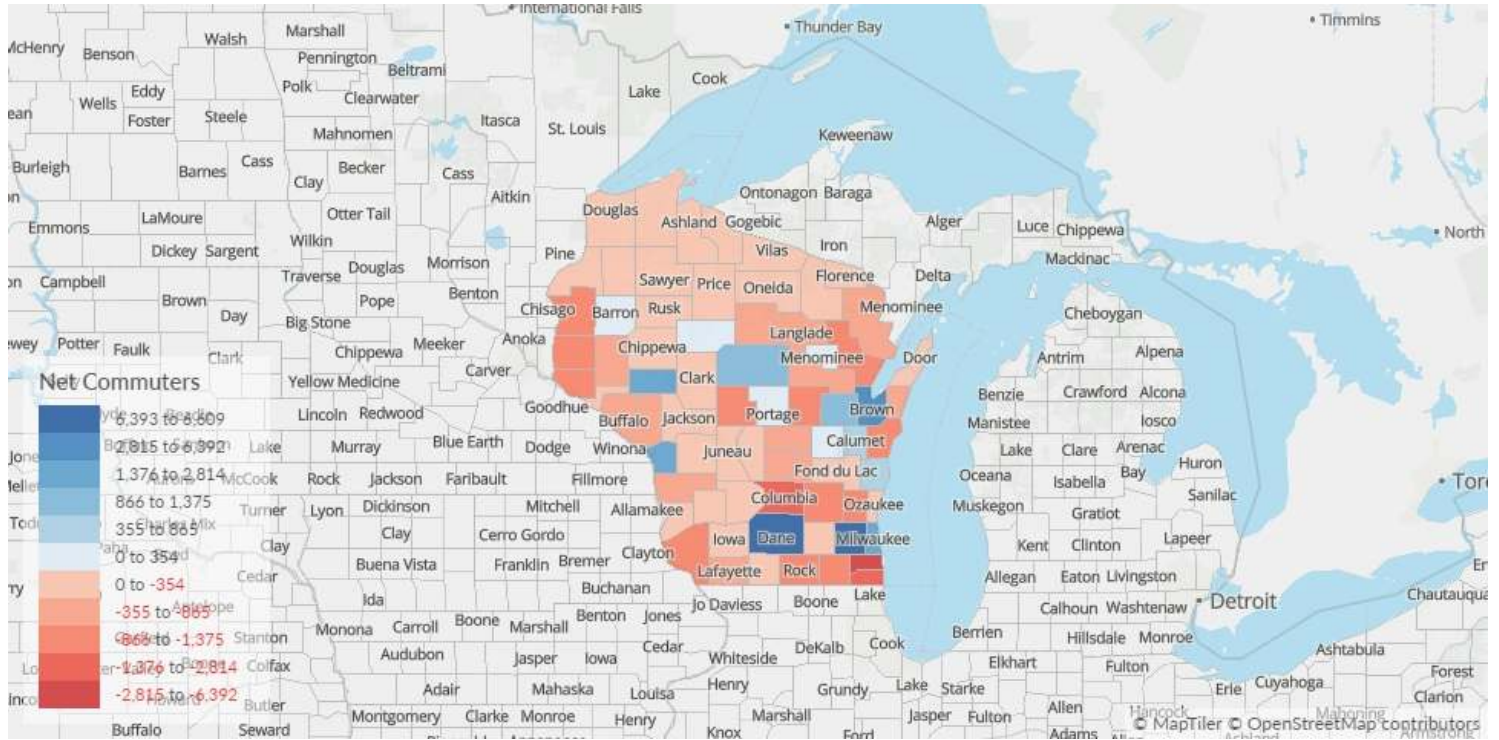 International Falls
Thunder Bay
Timmins
McHenry
Benson
Walsh
Marshall
Pennington
Beltrami
Polk
Clearwater
Lake
Cook
Wells
Eddy
Foster
Steele
Mahnomen
Itasca
St. Louis
Keweenaw
Burleigh
Barnes
Cass
Clay
Becker
Cass
Aitkin
Ontonagon
Baraga
Emmons
LaMoure
Otter Tail
Douglas
Ashland
Gogebic
Alger
Luce
Chippewa
North
Dickey
Sargent
Wilkin
Pine
Vilas
Iron
Mackinac
Campbell
Traverse
Douglas
Morrison
Sawyer
Price
Oneida
Florence
Delta
Brown
Day
Pope
Benton
Chisago
Barron
Rusk
Menominee
Cheboygan
Big Stone
Potter
Faulk
Clark
Chippewa
Meeker
Anoka
Chippewa
Langlade
Menominee
Door
Antrim
Alpena
Yellow Medicine
Carver
Clark
Benzie
Crawford
Alcona
Lincoln
Redwood
Goodhue
Buffalo
Jackson
Portage
Brown
Manistee
Iosco
Lake
Murray
Blue Earth
Dodge
Winona
Juneau
Calumet
Lake
Clare
Arenac
McCook
Rock
Jackson
Faribault
Fillmore
Fond du Lac
Oceana
Isabella
Bay
Huron
Turner
Lyon
Dickinson
Mitchell
Allamakee
Columbia
Ozaukee
Muskegon
Gratiot
Sanilac
Clay
Clay
Cerro Gordo
Clayton
Iowa
Dane
Milwaukee
Kent
Clinton
Lapeer
Cedar
Buena Vista
Franklin
Bremer
Lafayette
Rock
Allegan
Eaton
Livingston
Ida
Buchanan
Jo Daviess
Boone
Lake
Calhoun
Washtenaw
Detroit
Chautauqua
Stanton
Monona
Carroll
Boone
Marshall
Benton
Jones
Berrien
Hillsdale
Monroe
Colfax
Audubon
Jasper
Iowa
Cedar
Whiteside
DeKalb
Cook
Elkhart
Fulton
Ashtabula
Butler
Adair
Mahaska
Louisa
Henry
Grundy
Lake
Starke
Erie
Cuyahoga
Forest
Clarion
Buffalo
Seward
Montgomery
Clarke
Monroe
Henry
Knox
Marshall
Ford
Jasper
Fulton
Allen
Adams
Hancock
Mahoning
Ashland
Armstrong
Net Commuters
6,393 to 6,609
2,815 to 6,392
1,376 to 2,814
866 to 1,375
355 to 865
0 to 354
0 to -354
-355 to -865
-866 to -1,375
-1,376 to -2,814
-2,815 to -6,392
© MapTiler © OpenStreetMap contributors